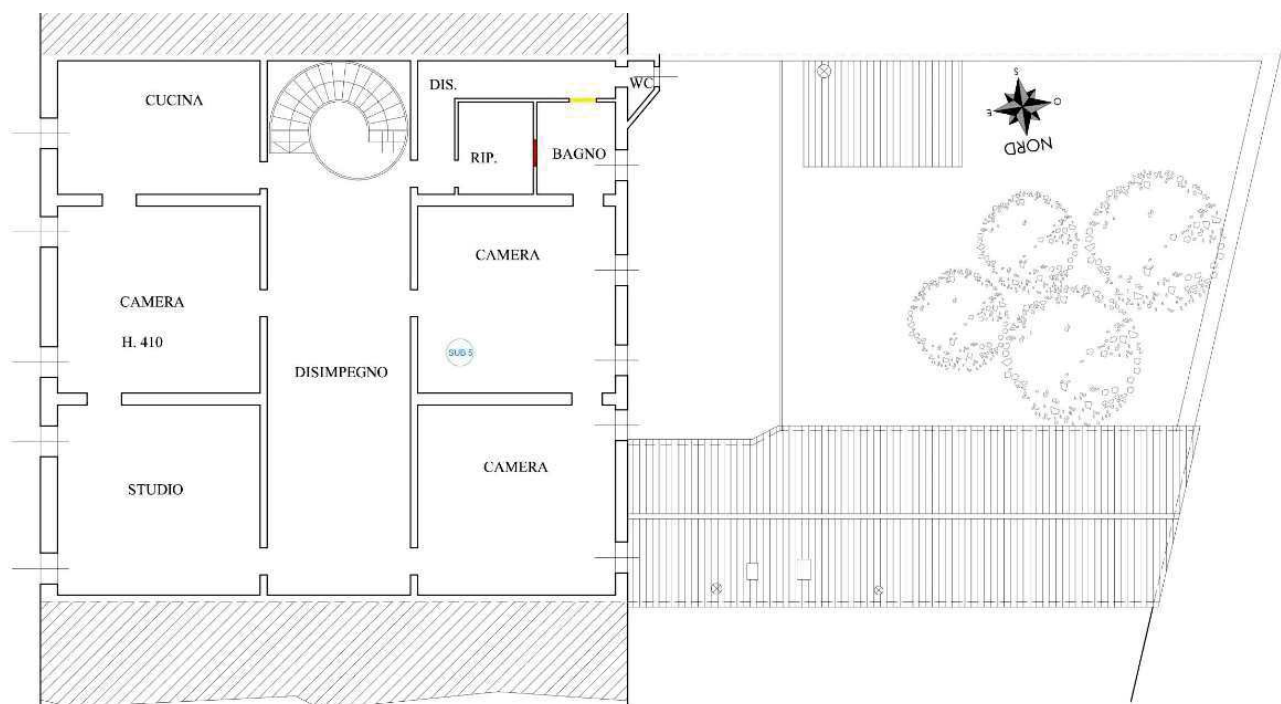 CUCINA
DIS.
WC
RIP.
BAGNO
S
E
O
NORD
CAMERA
CAMERA
H. 410
SUB 5
DISIMPEGNO
CAMERA
STUDIO